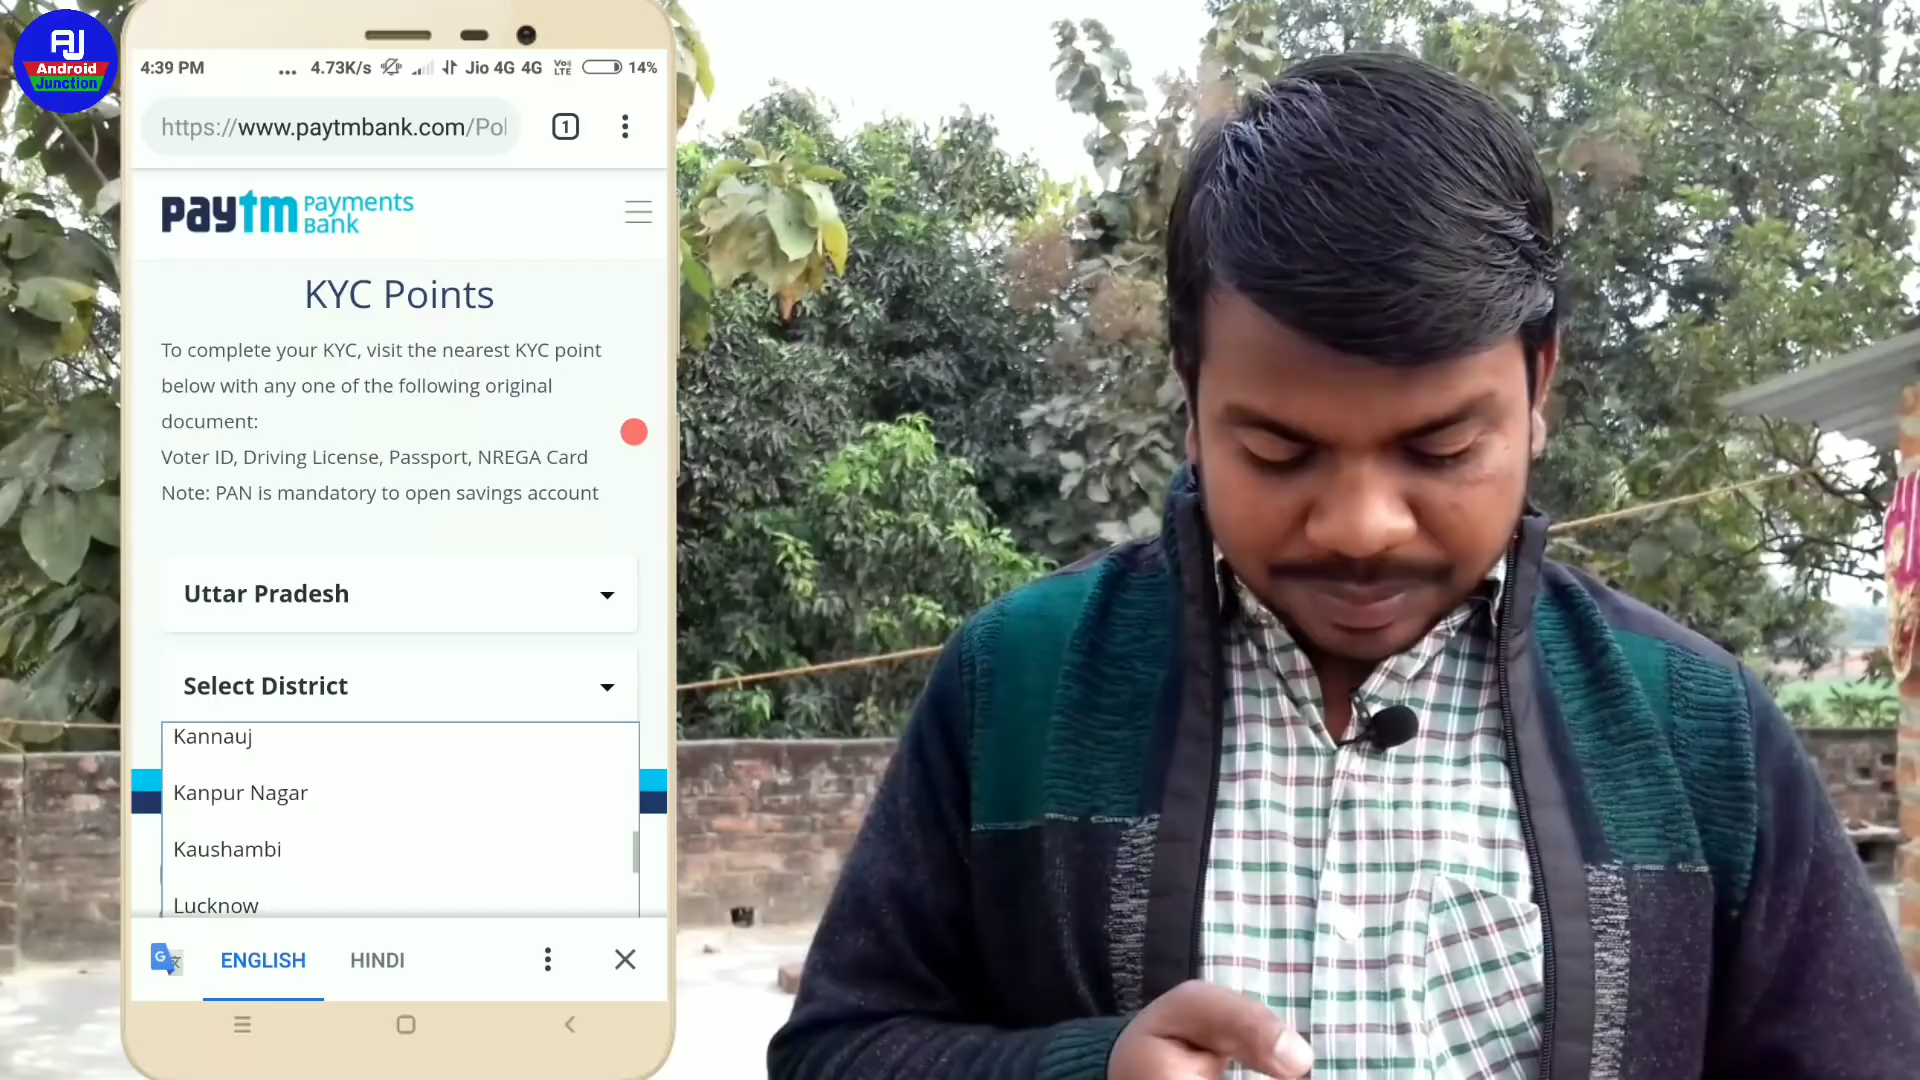 AJ
Android
Junction
4:39 PM ... 4.73K/s Jio 4G 4G Vo)) LTE 14%
https://www.paytmbank.com/Pol
1
paytm Payments Bank
KYC Points
To complete your KYC, visit the nearest KYC point
below with any one of the following original
document:
Voter ID, Driving License, Passport, NREGA Card
Note: PAN is mandatory to open savings account
Uttar Pradesh
Select District
Kannauj
Kanpur Nagar
Kaushambi
Lucknow
G 文 ENGLISH HINDI